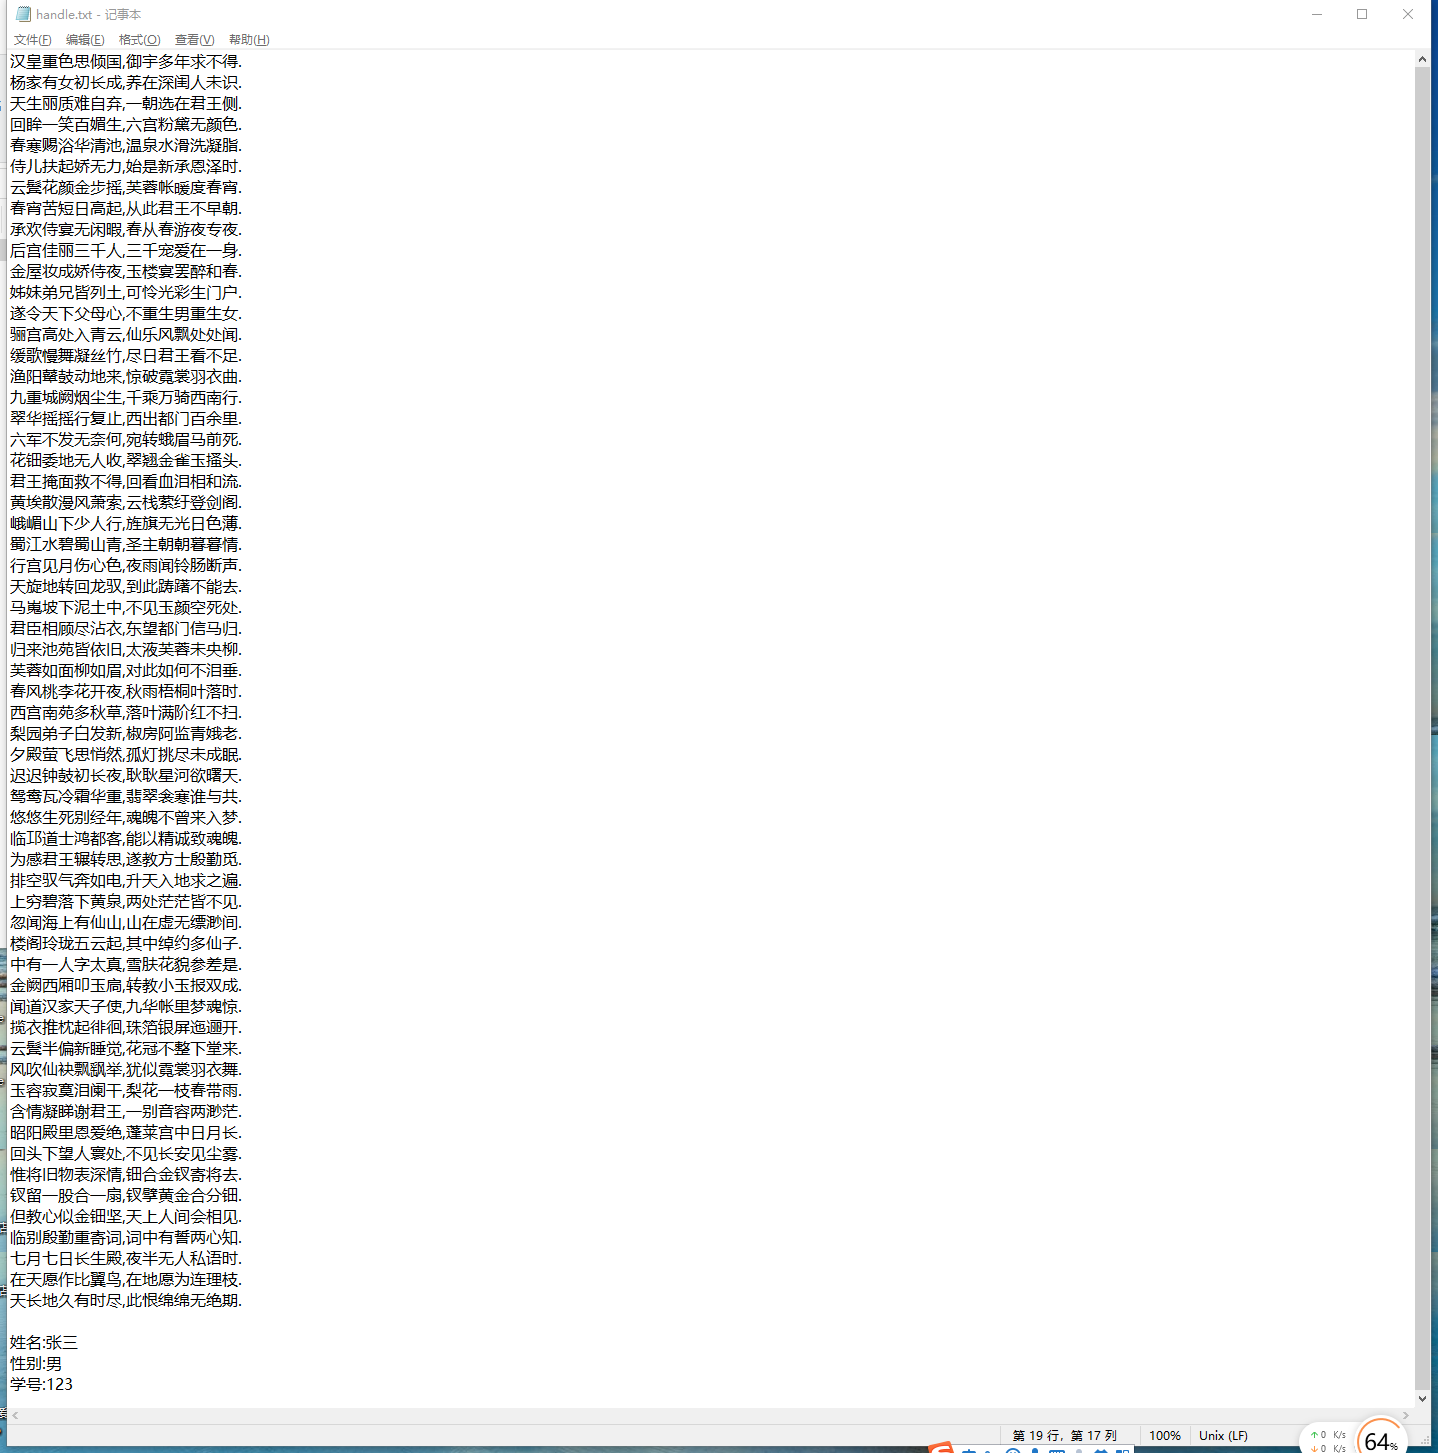 handle.txt - 记事本
文件(F) 编辑(E) 格式(O) 查看(V) 帮助(H)
汉皇重色思倾国,御宇多年求不得.
杨家有女初长成,养在深闺人未识.
天生丽质难自弃,一朝选在君王侧.
回眸一笑百媚生,六宫粉黛无颜色.
春寒赐浴华清池,温泉水滑洗凝脂.
侍儿扶起娇无力,始是新承恩泽时.
云鬓花颜金步摇,芙蓉帐暖度春宵.
春宵苦短日高起,从此君王不早朝.
承欢侍宴无闲暇,春从春游夜专夜.
后宫佳丽三千人,三千宠爱在一身.
金屋妆成娇侍夜,玉楼宴罢醉和春.
姊妹弟兄皆列土,可怜光彩生门户.
遂令天下父母心,不重生男重生女.
骊宫高处入青云,仙乐风飘处处闻.
缓歌慢舞凝丝竹,尽日君王看不足.
渔阳鼙鼓动地来,惊破霓裳羽衣曲.
九重城阙烟尘生,千乘万骑西南行.
翠华摇摇行复止,西出都门百余里.
六军不发无奈何,宛转蛾眉马前死.
花钿委地无人收,翠翘金雀玉搔头.
君王掩面救不得,回看血泪相和流.
黄埃散漫风萧索,云栈萦纡登剑阁.
峨嵋山下少人行,旌旗无光日色薄.
蜀江水碧蜀山青,圣主朝朝暮暮情.
行宫见月伤心色,夜雨闻铃肠断声.
天旋地转回龙驭,到此踌躇不能去.
马嵬坡下泥土中,不见玉颜空死处.
君臣相顾尽沾衣,东望都门信马归.
归来池苑皆依旧,太液芙蓉未央柳.
芙蓉如面柳如眉,对此如何不泪垂.
春风桃李花开夜,秋雨梧桐叶落时.
西宫南苑多秋草,落叶满阶红不扫.
梨园弟子白发新,椒房阿监青娥老.
夕殿萤飞思悄然,孤灯挑尽未成眠.
迟迟钟鼓初长夜,耿耿星河欲曙天.
鸳鸯瓦冷霜华重,翡翠衾寒谁与共.
悠悠生死别经年,魂魄不曾来入梦.
临邛道士鸿都客,能以精诚致魂魄.
为感君王辗转思,遂教方士殷勤觅.
排空驭气奔如电,升天入地求之遍.
上穷碧落下黄泉,两处茫茫皆不见.
忽闻海上有仙山,山在虚无缥渺间.
楼阁玲珑五云起,其中绰约多仙子.
中有一人字太真,雪肤花貌参差是.
金阙西厢叩玉扃,转教小玉报双成.
闻道汉家天子使,九华帐里梦魂惊.
揽衣推枕起徘徊,珠箔银屏迤逦开.
云鬓半偏新睡觉,花冠不整下堂来.
风吹仙袂飘飖举,犹似霓裳羽衣舞.
玉容寂寞泪阑干,梨花一枝春带雨.
含情凝睇谢君王,一别音容两渺茫.
昭阳殿里恩爱绝,蓬莱宫中日月长.
回头下望人寰处,不见长安见尘雾.
惟将旧物表深情,钿合金钗寄将去.
钗留一股合一扇,钗擘黄金合分钿.
但教心似金钿坚,天上人间会相见.
临别殷勤重寄词,词中有誓两心知.
七月七日长生殿,夜半无人私语时.
在天愿作比翼鸟,在地愿为连理枝.
天长地久有时尽,此恨绵绵无绝期.
姓名:张三
性别:男
学号:123
第 19 行，第 17 列 100% Unix (LF)
0 K/s
0 K/s
64%